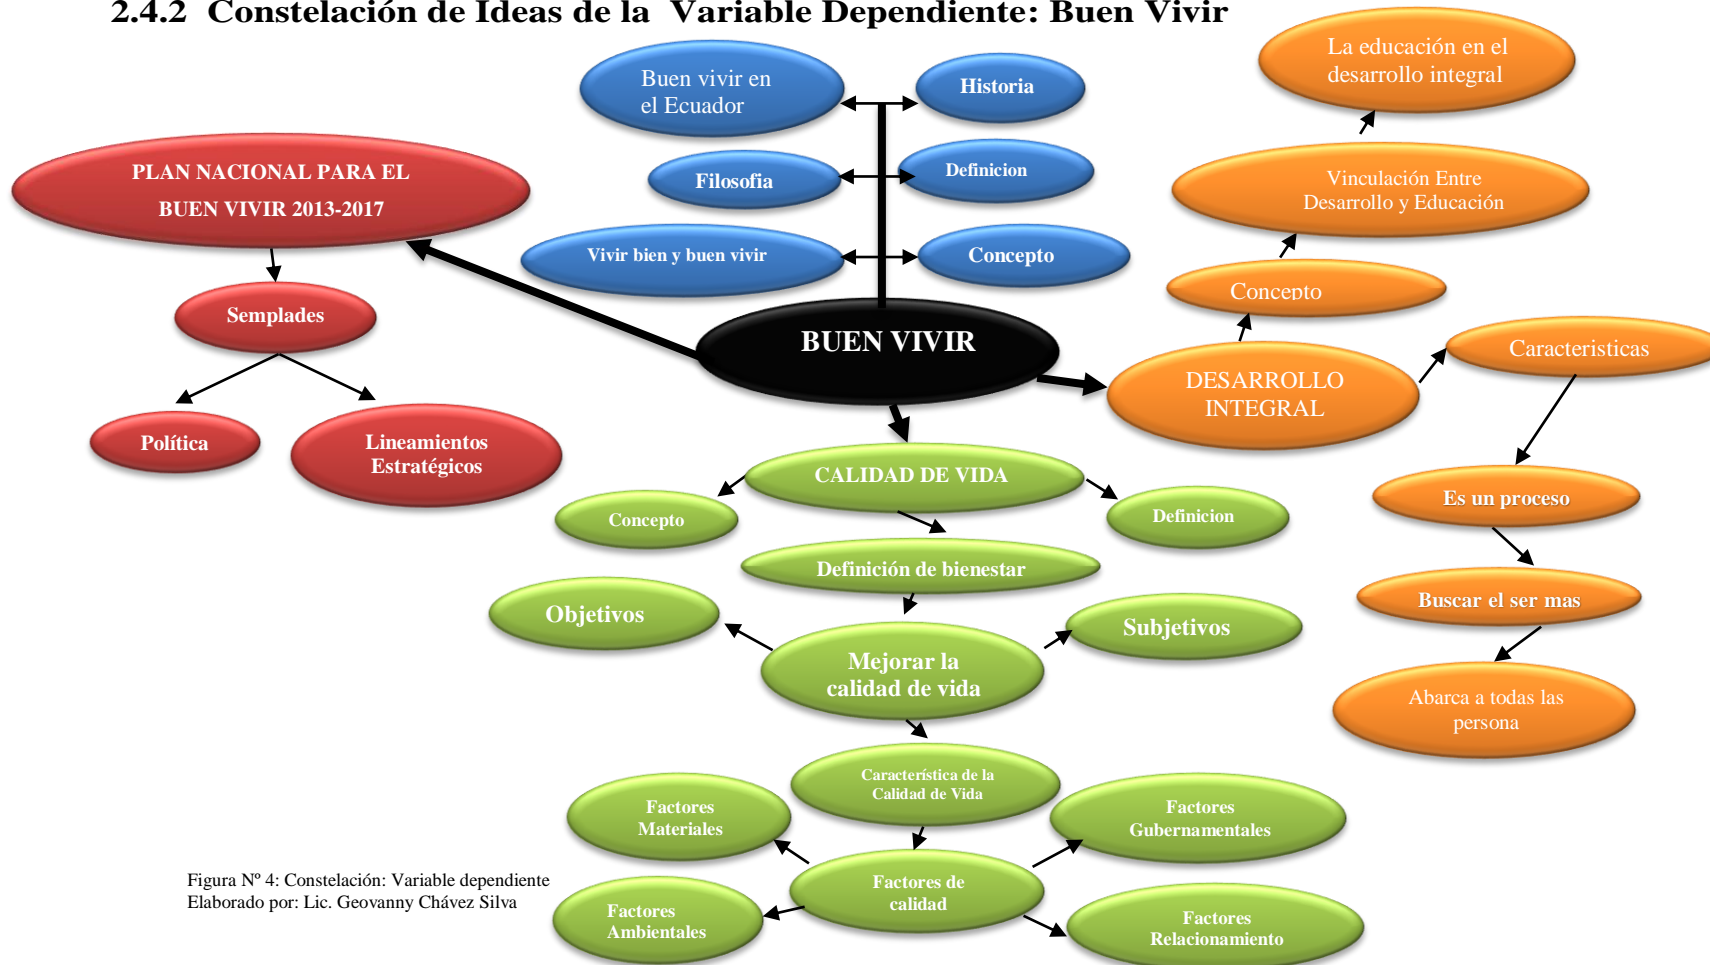 2.4.2 Constelación de Ideas de la Variable Dependiente: Buen Vivir
Buen vivir en
el Ecuador
Historia
Filosofia
Definicion
Vivir bien y buen vivir
Concepto
BUEN VIVIR
PLAN NACIONAL PARA EL
BUEN VIVIR 2013-2017
Semplades
Política
Lineamientos
Estratégicos
La educación en el
desarrollo integral
Vinculación Entre
Desarrollo y Educación
Concepto
DESARROLLO
INTEGRAL
Caracteristicas
Es un proceso
Buscar el ser mas
Abarca a todas las
persona
CALIDAD DE VIDA
Concepto
Definicion
Definición de bienestar
Objetivos
Subjetivos
Mejorar la
calidad de vida
Característica de la
Calidad de Vida
Factores
Materiales
Factores
Gubernamentales
Factores de
calidad
Factores
Ambientales
Factores
Relacionamiento
Figura Nº 4: Constelación: Variable dependiente
Elaborado por: Lic. Geovanny Chávez Silva